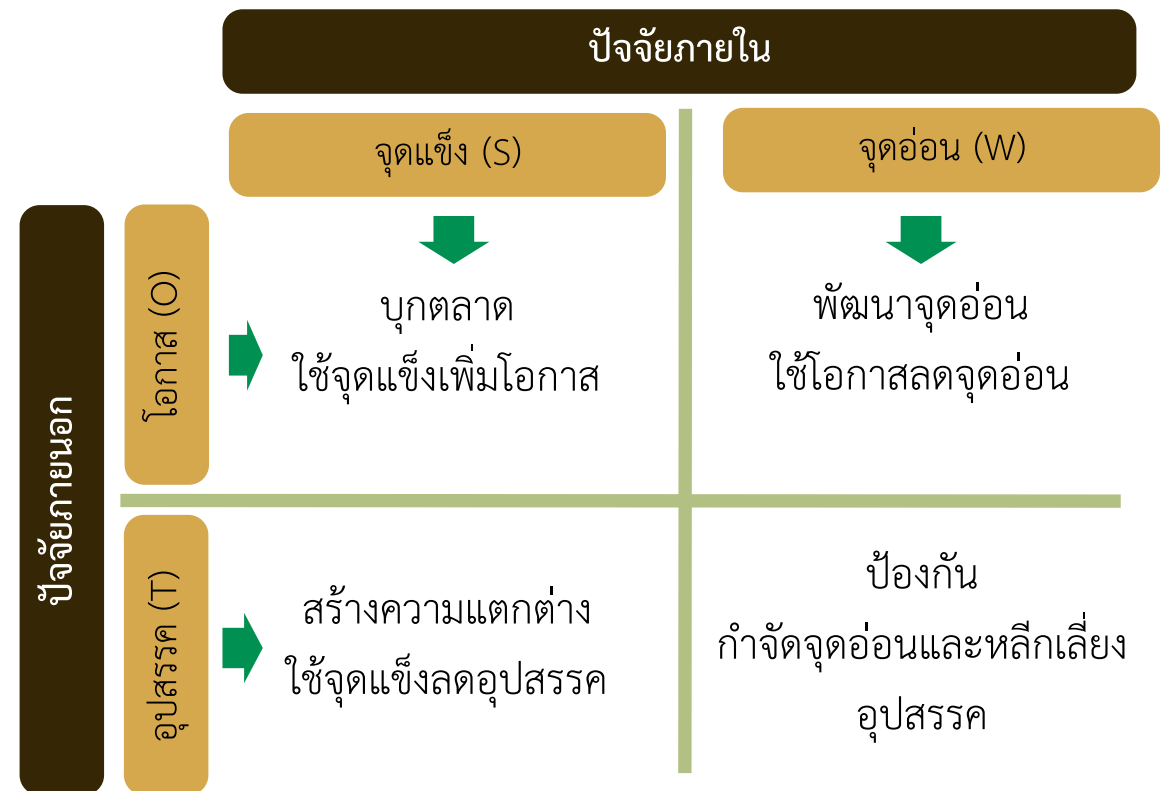 ปัจจัยภายใน
จุดแข็ง (S)
จุดอ่อน (W)
ปัจจัยภายนอก
โอกาส (O)
บุกตลาด
ใช้จุดแข็งเพิ่มโอกาส
พัฒนาจุดอ่อน
ใช้โอกาสลดจุดอ่อน
อุปสรรค (T)
สร้างความแตกต่าง
ใช้จุดแข็งลดอุปสรรค
ป้องกัน
กำจัดจุดอ่อนและหลีกเลี่ยง
อุปสรรค